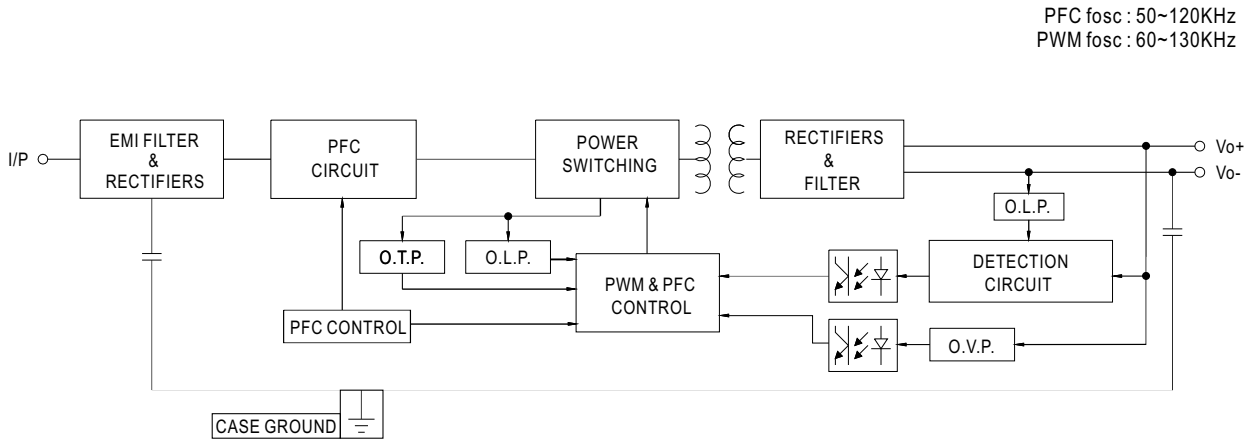 PFC fosc : 50~120KHz
PWM fosc : 60~130KHz
I/P
EMI FILTER
&
RECTIFIERS
PFC
CIRCUIT
POWER
SWITCHING
RECTIFIERS
&
FILTER
Vo+
Vo-
O.L.P.
O.T.P.
O.L.P.
DETECTION
CIRCUIT
PWM & PFC
CONTROL
PFC CONTROL
O.V.P.
CASE GROUND